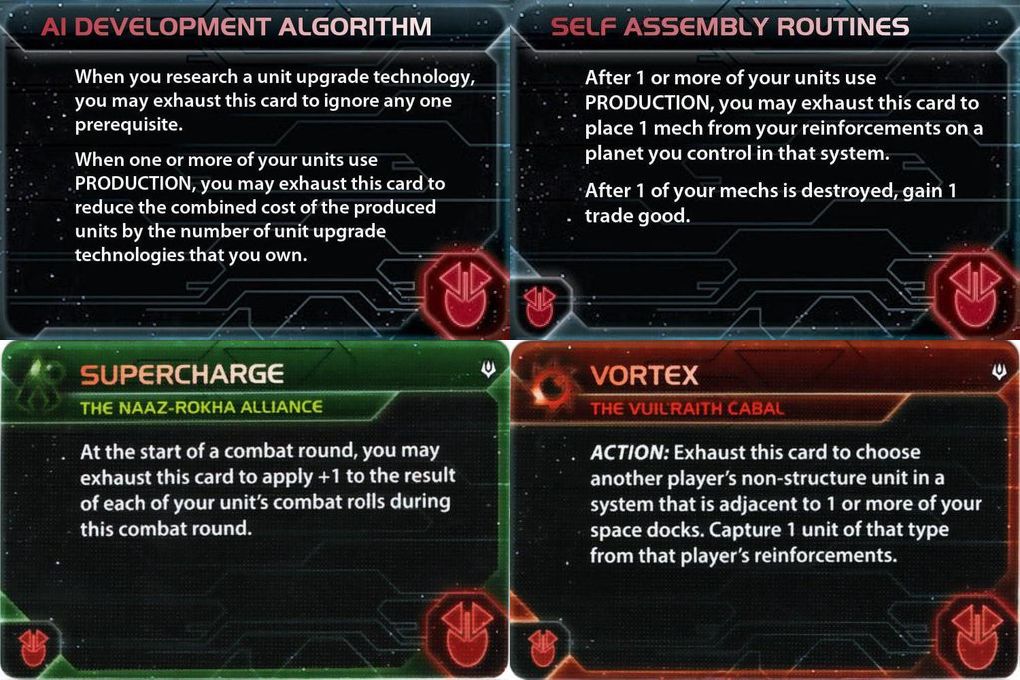 AI DEVELOPMENT ALGORITHM
When you research a unit upgrade technology,
you may exhaust this card to ignore any one
prerequisite.
When one or more of your units use
PRODUCTION, you may exhaust this card to
reduce the combined cost of the produced
units by the number of unit upgrade
technologies that you own.
SELF ASSEMBLY ROUTINES
After 1 or more of your units use
PRODUCTION, you may exhaust this card to
place 1 mech from your reinforcements on a
planet you control in that system.
After 1 of your mechs is destroyed, gain 1
trade good.
SUPERCHARGE
THE NAAZ-ROKHA ALLIANCE
At the start of a combat round, you may
exhaust this card to apply +1 to the result
of each of your unit's combat rolls during
this combat round.
VORTEX
THE VUIL'RAITH CABAL
ACTION: Exhaust this card to choose
another player's non-structure unit in a
system that is adjacent to 1 or more of your
space docks. Capture 1 unit of that type
from that player's reinforcements.